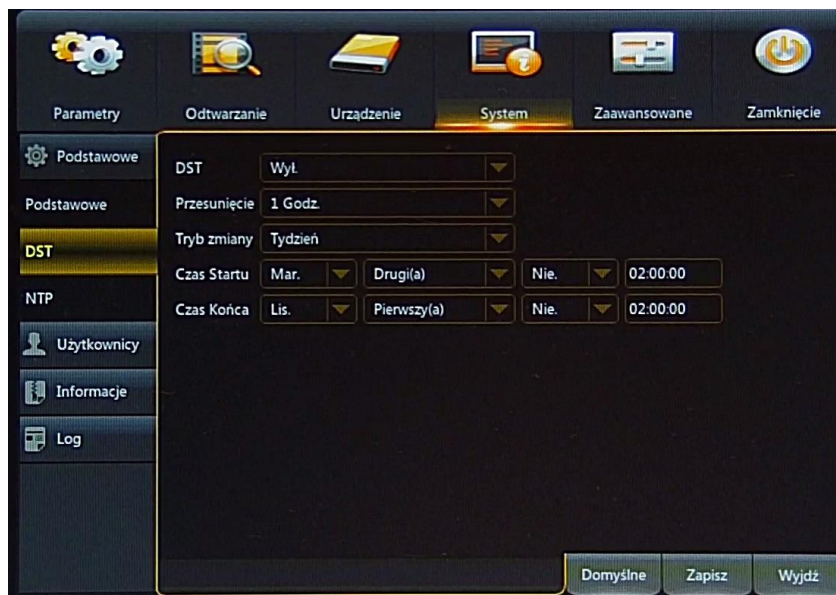 Parametry Odtwarzanie Urządzenie System Zaawansowane Zamknięcie
Podstawowe
Podstawowe
DST
NTP
Użytkownicy
Informacje
Log
DST Wył.
Przesunięcie 1 Godz.
Tryb zmiany Tydzień
Czas Startu Mar. Drugi(a) Nie. 02:00:00
Czas Końca Lis. Pierwszy(a) Nie. 02:00:00
Domyślne Zapisz Wyjdź